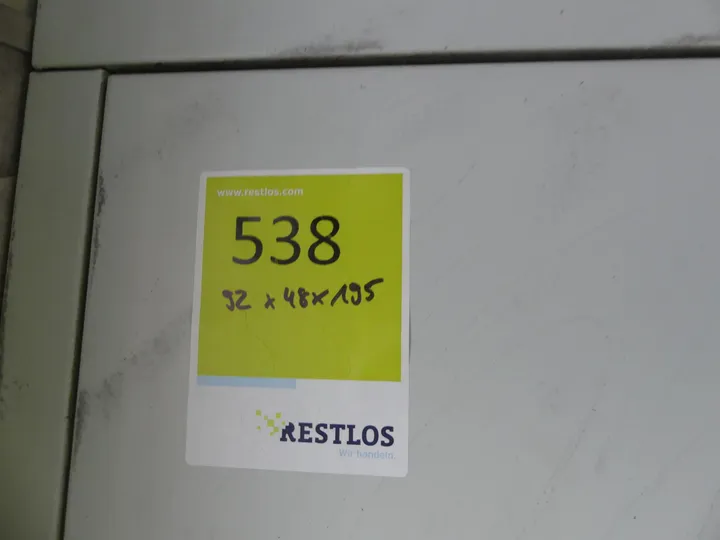 www.restlos.com
538
92 x 48 x 195
RESTLOS
Wir handeln.